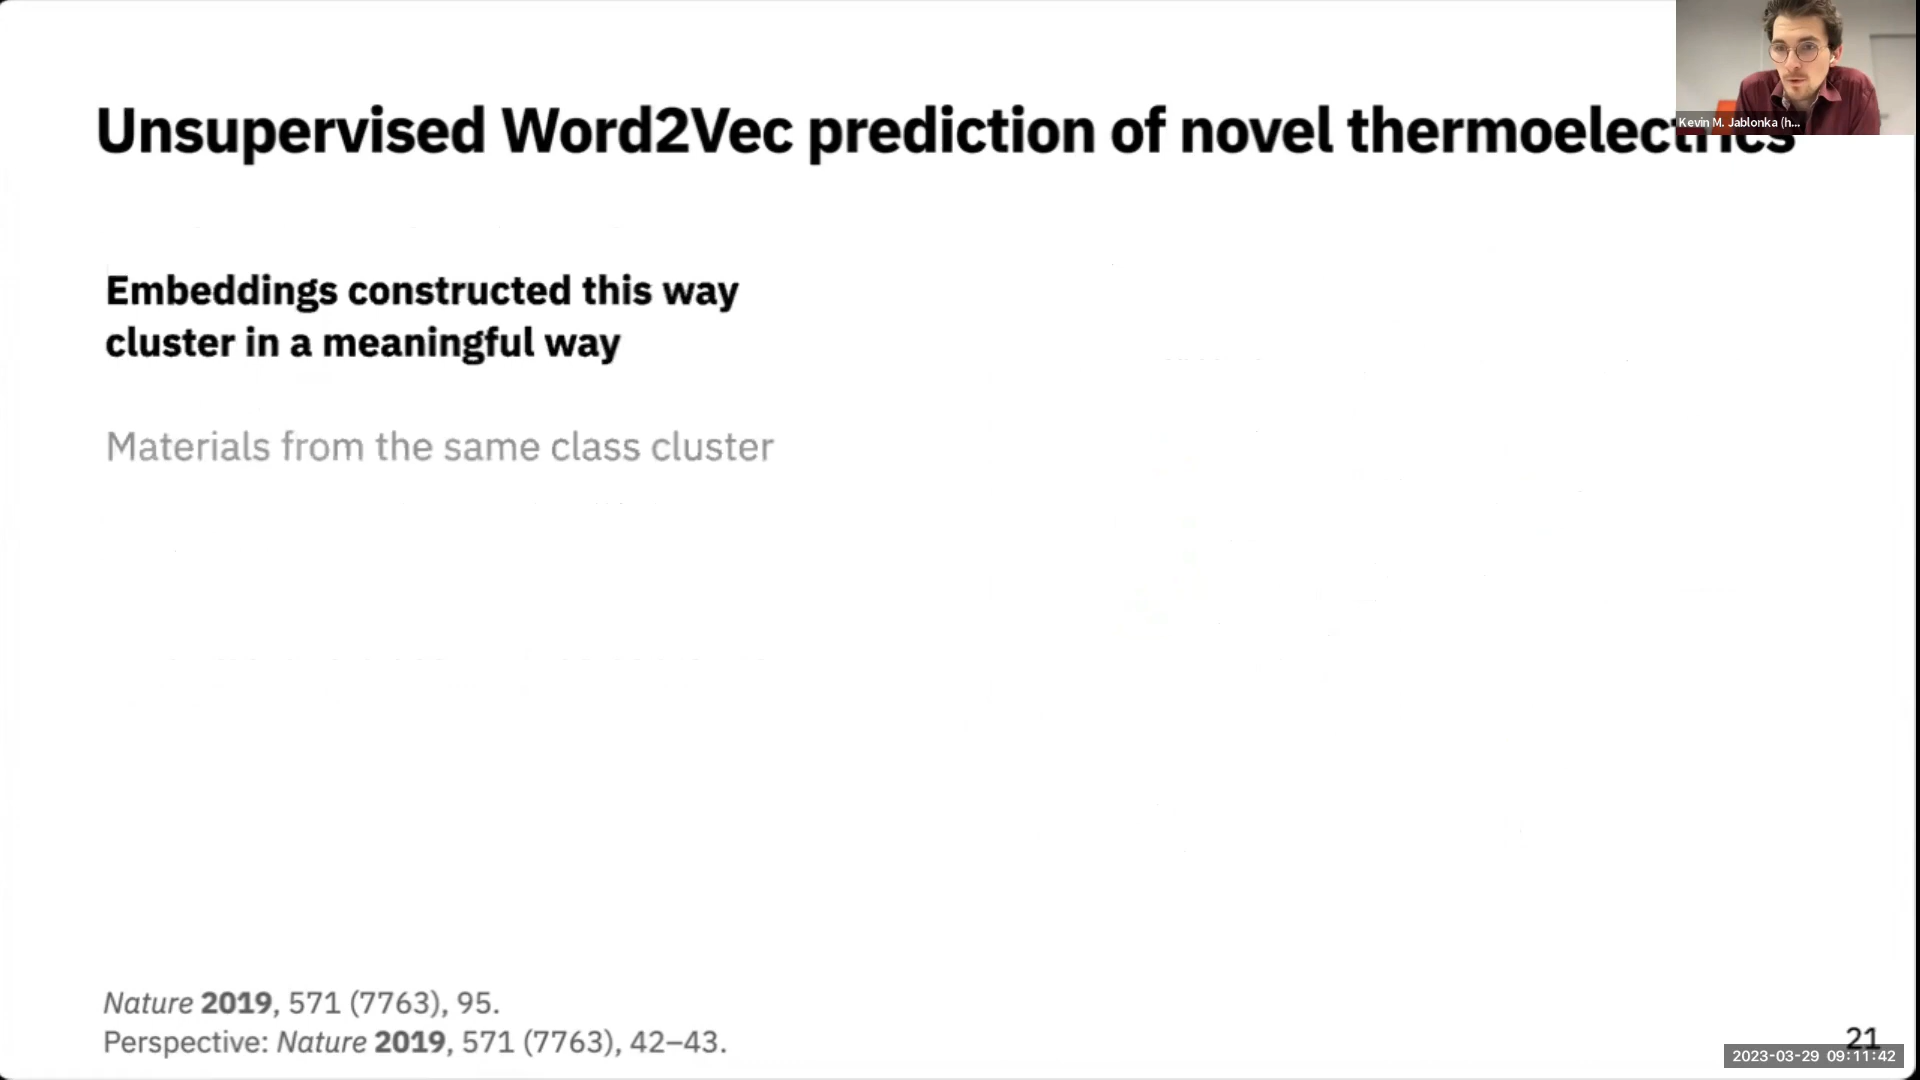 Unsupervised Word2Vec prediction of novel thermoelectrics
Kevin M. Jablonka (h...
Embeddings constructed this way
cluster in a meaningful way
Materials from the same class cluster
Nature 2019, 571 (7763), 95.
Perspective: Nature 2019, 571 (7763), 42–43.
21
2023-03-29 09:11:42